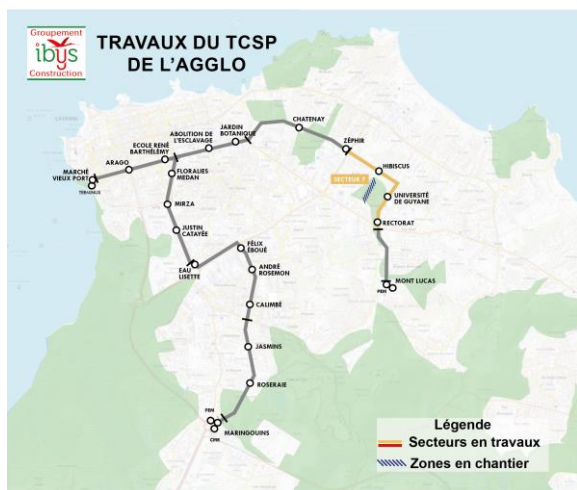 Groupement
ibys
Construction
TRAVAUX DU TCSP
DE L'AGGLO
CHATENAY
JARDIN
BOTANIQUE
ABOLITION DE
L'ESCLAVAGE
ZÉPHIR
ECOLE RENÉ
BARTHÉLÉMY
ARAGO
HIBISCUS
MARCHÉ
VIEUX PORT
TERMINUS
FLORALIES
MEDAN
SECTEUR 7
UNIVERSITÉ
DE GUYANE
MIRZA
RECTORAT
JUSTIN
CATAYÉE
FÉLIX
ÉBOUÉ
EAU
LISETTE
ANDRÉ
ROSEMON
MONT LUCAS
CALIMBÉ
JASMINS
ROSERAIE
MARINGOUINS
Légende
Secteurs en travaux
Zones en chantier